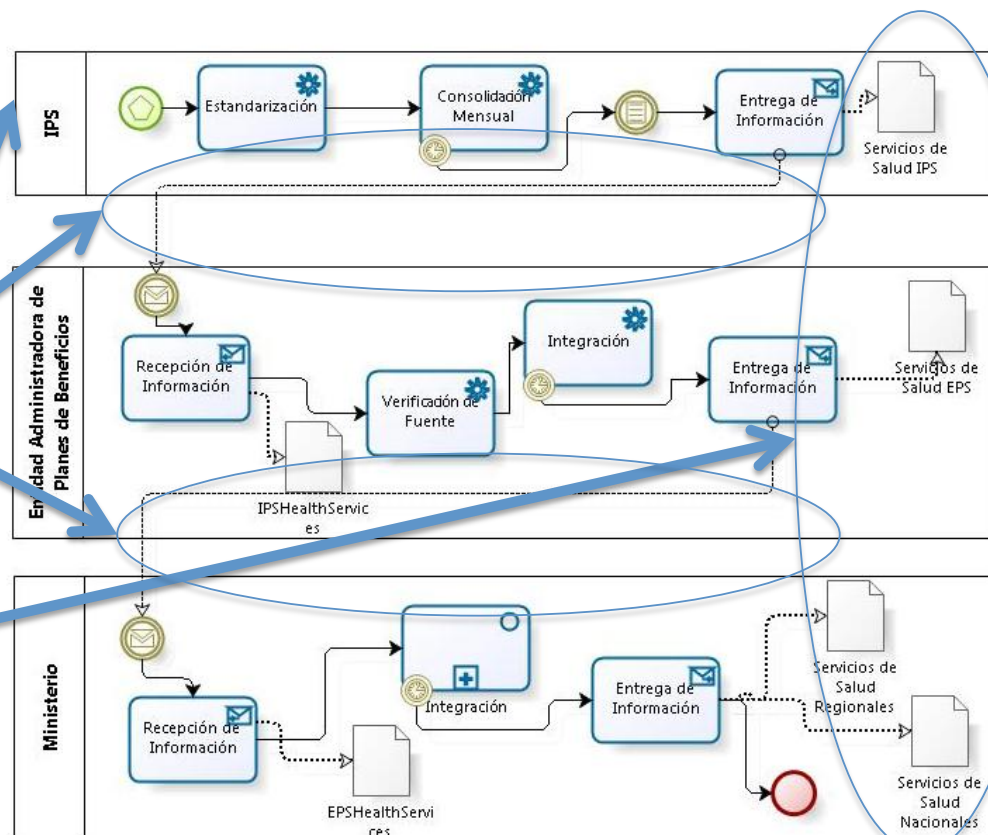 IPS
Estandarización
Consolidación
Mensual
Entrega de
Información
Servicios de
Salud IPS
Entidad Administradora de
Planes de Beneficios
Recepción de
Información
IPSHealthServic
es
Verificación de
Fuente
Integración
Entrega de
Información
Servicios de
Salud EPS
Ministerio
Recepción de
Información
EPSHealthServi
ces
Integración
Entrega de
Información
Servicios de
Salud
Regionales
Servicios de
Salud
Nacionales